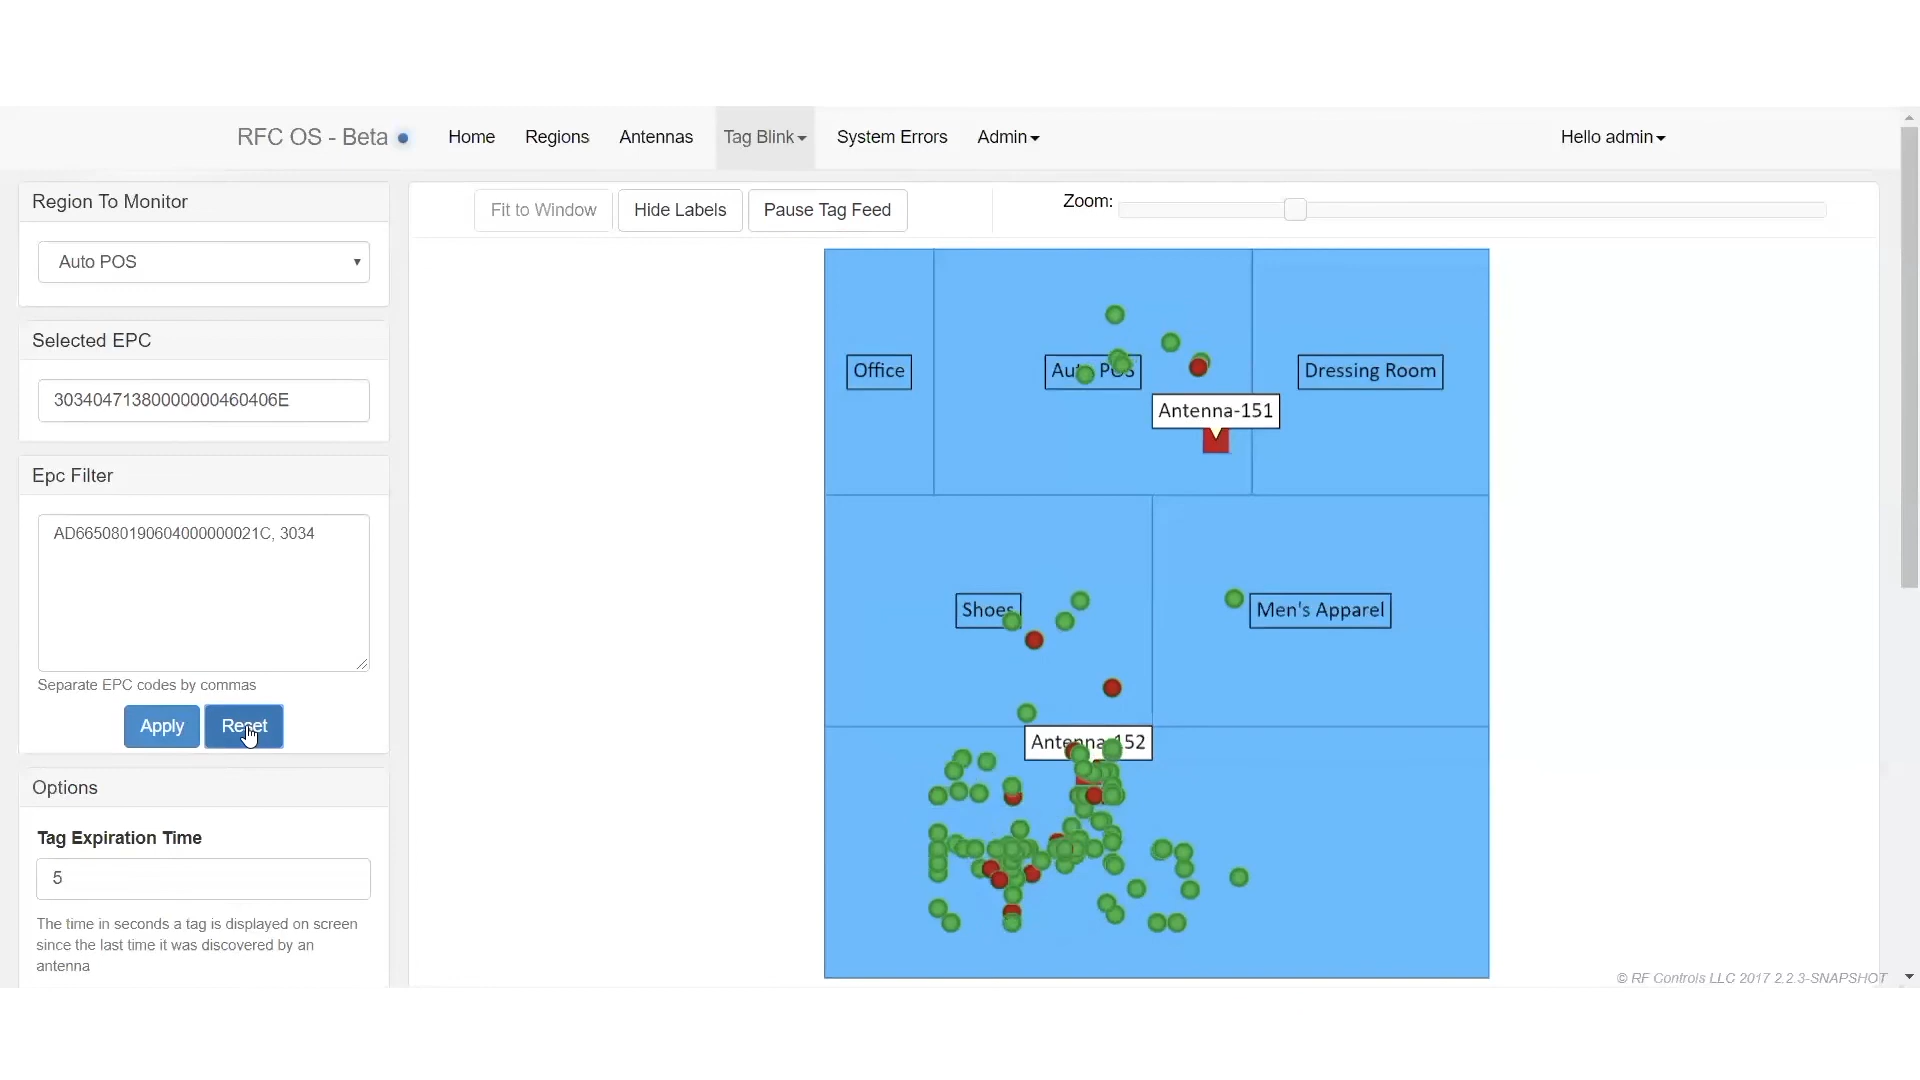 RFC OS - Beta
Home
Regions
Antennas
Tag Blink
System Errors
Admin
Hello admin
Region To Monitor
Auto POS
Selected EPC
30340471380000000460406E
Epc Filter
AD665080190604000000021C, 3034
Separate EPC codes by commas
Apply
Reset
Options
Tag Expiration Time
5
The time in seconds a tag is displayed on screen
since the last time it was discovered by an
antenna
Fit to Window
Hide Labels
Pause Tag Feed
Zoom:
Office
Auto POS
Dressing Room
Antenna-151
Shoes
Men's Apparel
Antenna-152
© RF Controls LLC 2017 2.2.3-SNAPSHOT